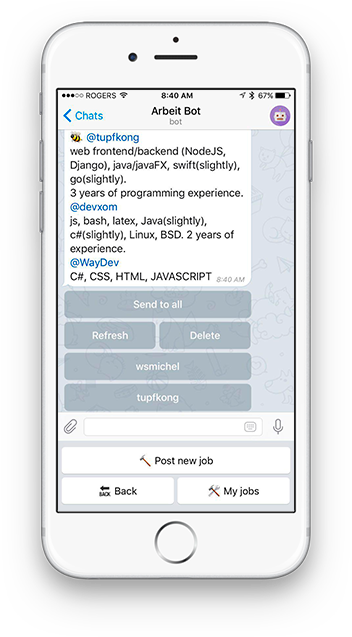 ROGERS 8:40 AM 67%
Chats Arbeit Bot
bot
@tupfkong
web frontend/backend (NodeJS,
Django), java/javaFX, swift(slightly),
go(slightly).
3 years of programming experience.
@devxom
js, bash, latex, Java(slightly),
c#(slightly), Linux, BSD. 2 years of
experience.
@WayDev
C#, CSS, HTML, JAVASCRIPT 8:40 AM
Send to all
Refresh Delete
wsmichel
tupfkong
Post new job
BACK Back My jobs